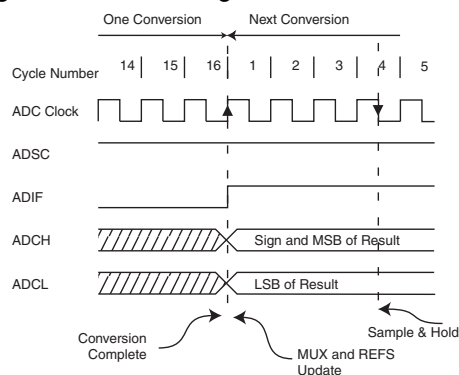 One Conversion Next Conversion
Cycle Number 14 15 16 1 2 3 4 5
ADC Clock
ADSC
ADIF
ADCH Sign and MSB of Result
ADCL LSB of Result
Sample & Hold
Conversion
Complete
MUX and REFS
Update